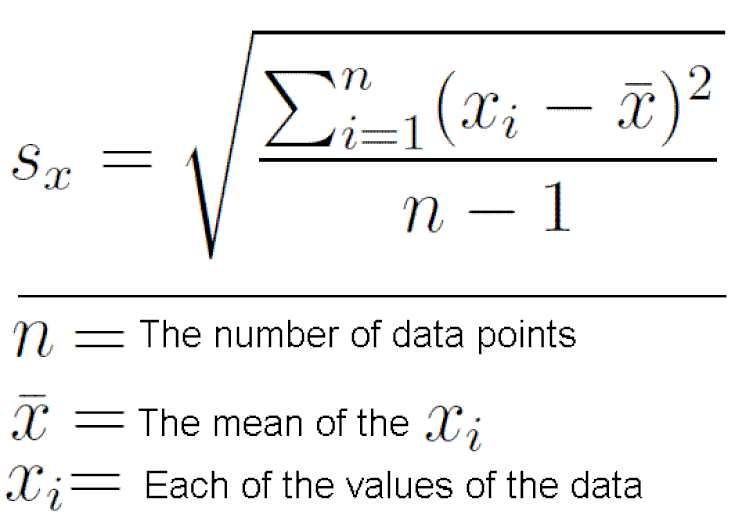 s_x = √(∑_{i=1}^{n}(x_i − x̄)² / (n − 1))
n = The number of data points
x̄ = The mean of the x_i
x_i = Each of the values of the data